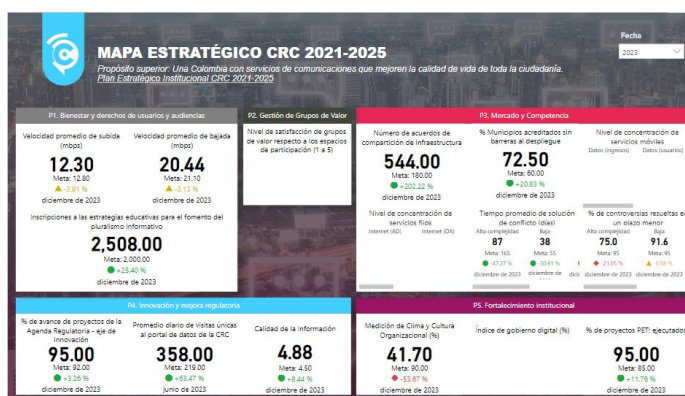 Fecha
2023
MAPA ESTRATÉGICO CRC 2021-2025
Propósito superior: Una Colombia con servicios de comunicaciones que mejoren la calidad de vida de toda la ciudadanía.
Plan Estratégico Institucional CRC 2021-2025
P1. Bienestar y derechos de usuarios y audiencias
Velocidad promedio de subida
(mbps)
12.30
Meta: 12.80
-3.91 %
diciembre de 2023
Velocidad promedio de bajada
(mbps)
20.44
Meta: 21.10
-3.13 %
diciembre de 2023
Inscripciones a las estrategias educativas para el fomento del
pluralismo informativo
2,508.00
Meta: 2,000.00
+25.40 %
diciembre de 2023
P2. Gestión de Grupos de Valor
Nivel de satisfacción de grupos
de valor respecto a los espacios
de participación (1 a 5)
P3. Mercado y Competencia
Número de acuerdos de
compartición de infraestructura
544.00
Meta: 180.00
+202.22 %
diciembre de 2023
% Municipios acreditados sin
barreras al despliegue
72.50
Meta: 60.00
+20.83 %
diciembre de 2023
Nivel de concentración de
servicios móviles
Datos (ingresos) Datos (usuarios)
Nivel de concentración de
servicios fijos
Internet (AD) Internet (DA)
Tiempo promedio de solución
de conflicto (días)
Alta complejidad Baja
87 38
Meta: 165 Meta: 55
-47.27 % -30.91 %
diciembre de 2023 diciembre de
% de controversias resueltas en
un plazo menor
Alta complejidad Baja
75.0 91.6
Meta: 95 Meta: 95
-21.05 % -3.58 %
diciembre de 2023 diciembre de 2023
P4. Innovación y mejora regulatoria
% de avance de proyectos de la
Agenda Regulatoria - eje de
innovación
95.00
Meta: 92.00
+3.26 %
diciembre de 2023
Promedio diario de visitas únicas
al portal de datos de la CRC
358.00
Meta: 219.00
+63.47 %
junio de 2023
Calidad de la información
4.88
Meta: 4.50
+8.44 %
diciembre de 2023
P5. Fortalecimiento institucional
Medición de Clima y Cultura
Organizacional (%)
41.70
Meta: 90.00
-53.67 %
diciembre de 2023
Índice de gobierno digital (%)
% de proyectos PETI ejecutados
95.00
Meta: 85.00
+11.76 %
diciembre de 2023